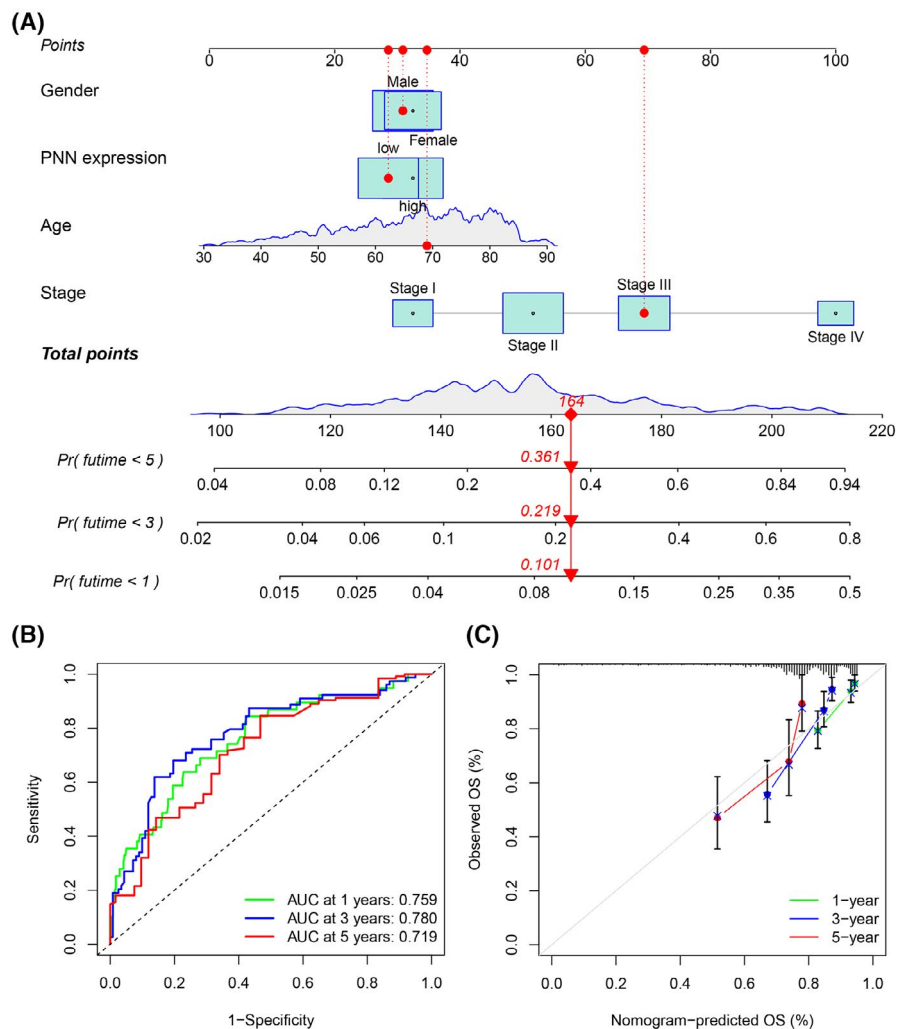 (A)
Points
0 20 40 60 80 100
Gender
Male
Female
PNN expression
low
high
Age
30 40 50 60 70 80 90
Stage
Stage I
Stage III
Stage II
Stage IV
Total points
164
100 120 140 160 180 200 220
Pr( futime < 5 )
0.361
0.04 0.08 0.12 0.2 0.4 0.6 0.84 0.94
Pr( futime < 3 )
0.219
0.02 0.04 0.06 0.1 0.2 0.4 0.6 0.8
Pr( futime < 1 )
0.101
0.015 0.025 0.04 0.08 0.15 0.25 0.35 0.5
(B)
Sensitivity
1.0
0.8
0.6
0.4
0.2
0.0
AUC at 1 years: 0.759
AUC at 3 years: 0.780
AUC at 5 years: 0.719
0.0 0.2 0.4 0.6 0.8 1.0
1−Specificity
(C)
Observed OS (%)
1.0
0.8
0.6
0.4
0.2
0.0
1−year
3−year
5−year
0.0 0.2 0.4 0.6 0.8 1.0
Nomogram−predicted OS (%)